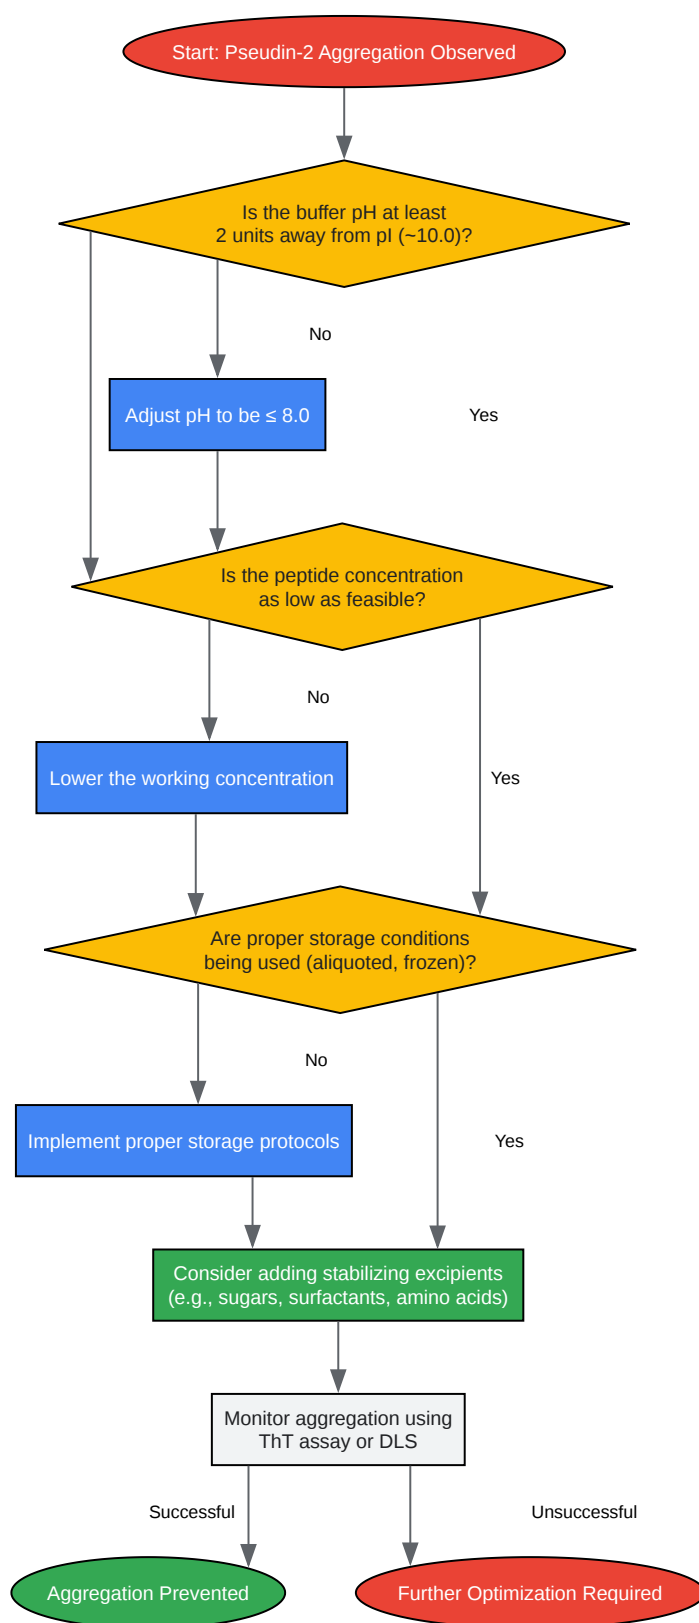 Start: Pseudin-2 Aggregation Observed
Is the buffer pH at least
2 units away from pI (~10.0)?
No
Adjust pH to be ≤ 8.0
Yes
Is the peptide concentration
as low as feasible?
No
Lower the working concentration
Yes
Are proper storage conditions
being used (aliquoted, frozen)?
No
Implement proper storage protocols
Yes
Consider adding stabilizing excipients
(e.g., sugars, surfactants, amino acids)
Monitor aggregation using
ThT assay or DLS
Successful
Unsuccessful
Aggregation Prevented
Further Optimization Required